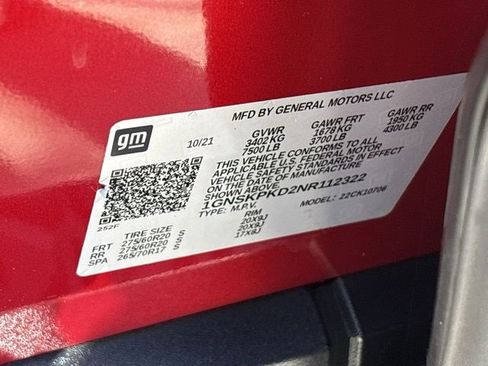 MFD BY GENERAL MOTORS LLC
gm
10/21
GVWR GAWR FRT GAWR RR
3402 KG 1678 KG 1950 KG
7500 LB 3700 LB 4300 LB
THIS VEHICLE CONFORMS TO ALL
APPLICABLE U.S. FEDERAL MOTOR
VEHICLE SAFETY STANDARDS IN EFFECT
ON THE DATE OF MANUFACTURE
SHOWN ABOVE.
1GNSKPKD2NR112322
TYPE: M.P.V. MODEL: 22CK10706
252F
TIRE SIZE RIM
FRT 275/60R20 S 20X9J
RR 275/60R20 S 20X9J
SPA 265/70R17 S 17X8J